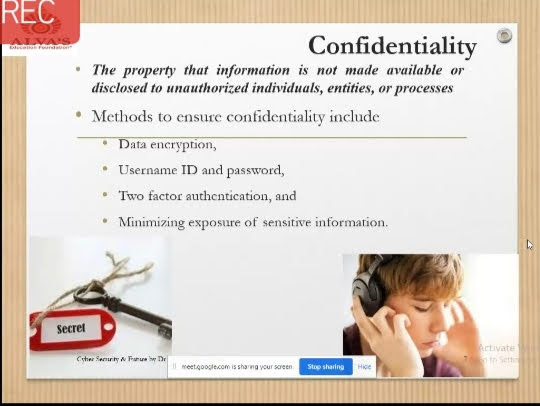 REC
ALVA'S
Education Foundation
Confidentiality
• The property that information is not made available or
disclosed to unauthorized individuals, entities, or processes
• Methods to ensure confidentiality include
• Data encryption,
• Username ID and password,
• Two factor authentication, and
• Minimizing exposure of sensitive information.
Secret
Cyber Security & Future by Dr
meet.google.com is sharing your screen.
Stop sharing
Hide
Activate
7
to Settin